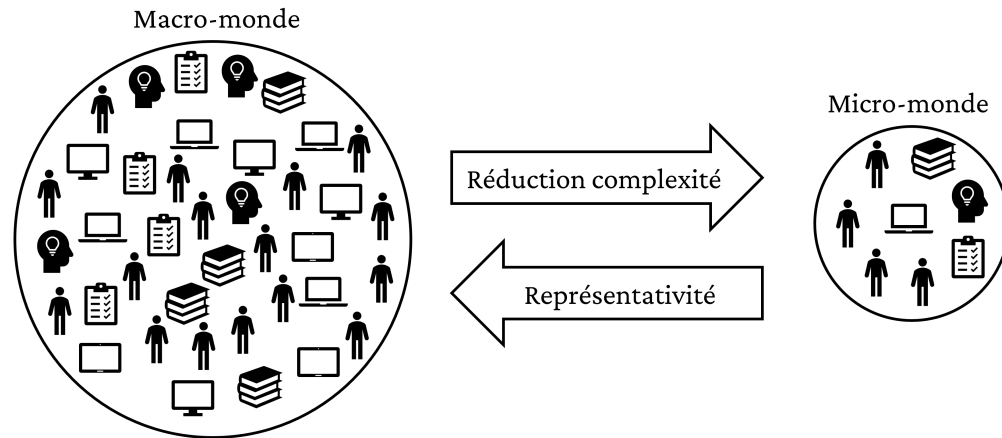 Macro-monde
Micro-monde
Réduction complexité
Représentativité